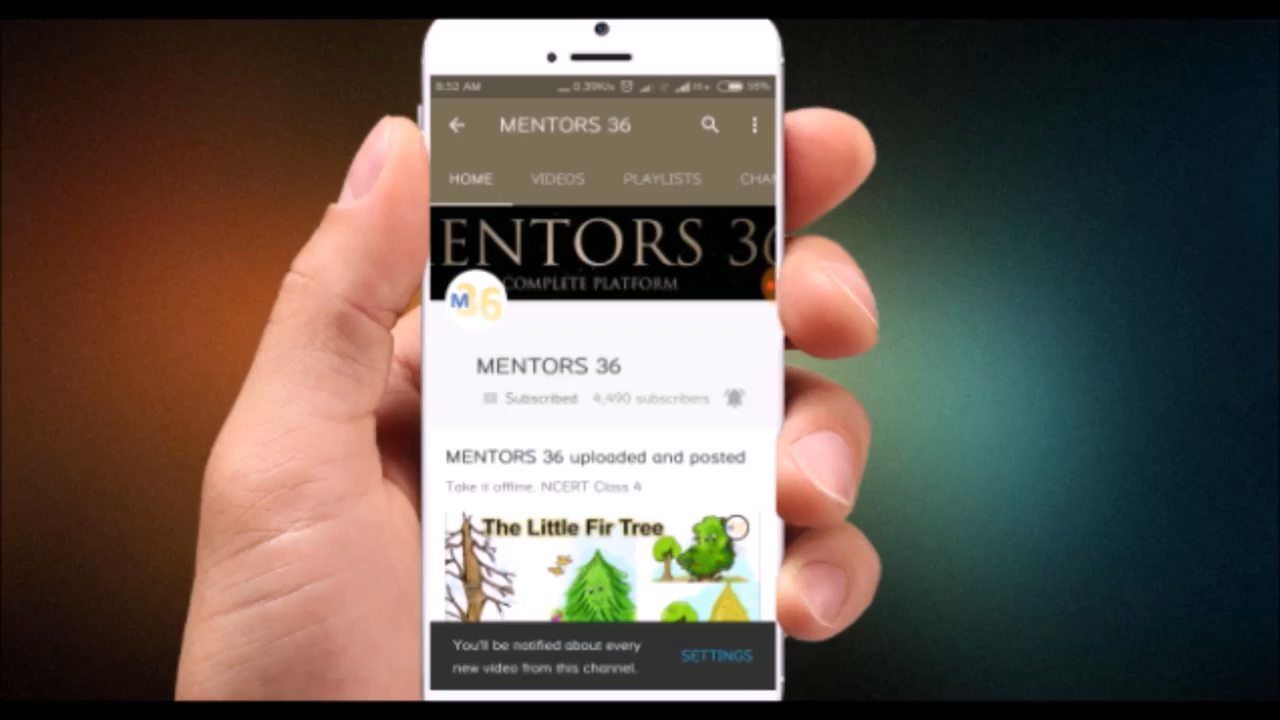 8:52 AM
MENTORS 36
HOME VIDEOS PLAYLISTS CHAN
ENTORS 36
COMPLETE PLATFORM
M36
MENTORS 36
Subscribed 4,490 subscribers
MENTORS 36 uploaded and posted
Take it offline. NCERT Class 4
The Little Fir Tree
You'll be notified about every
new video from this channel.
SETTINGS